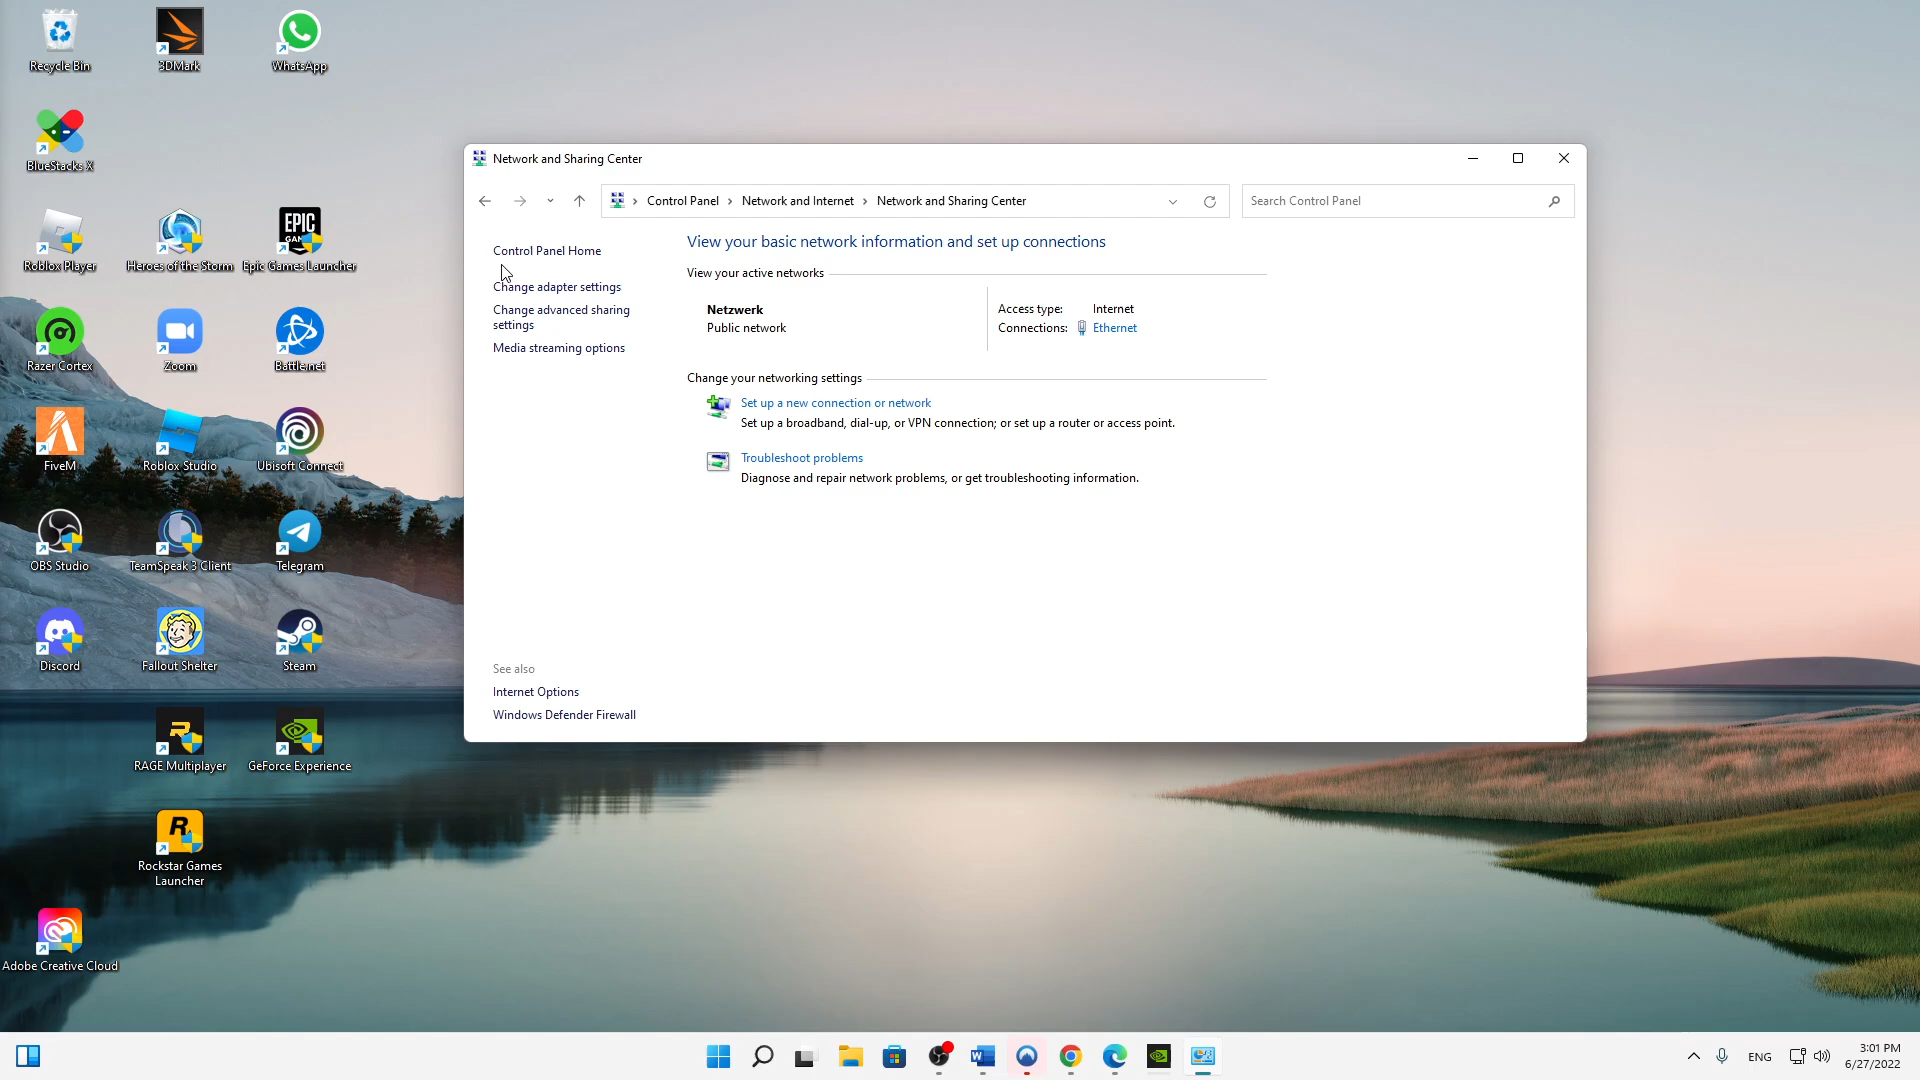 Recycle Bin
3DMark
WhatsApp
BlueStacks X
Roblox Player
Heroes of the Storm
EPIC
GAMES
Epic Games Launcher
Razer Cortex
Zoom
Battle.net
FiveM
Roblox Studio
Ubisoft Connect
OBS Studio
TeamSpeak 3 Client
Telegram
Discord
Fallout Shelter
Steam
RAGE Multiplayer
GeForce Experience
Rockstar Games
Launcher
Adobe Creative Cloud
Network and Sharing Center
Control Panel
Network and Internet
Network and Sharing Center
Search Control Panel
Control Panel Home
Change adapter settings
Change advanced sharing
settings
Media streaming options
See also
Internet Options
Windows Defender Firewall
View your basic network information and set up connections
View your active networks
Netzwerk
Public network
Access type: Internet
Connections: Ethernet
Change your networking settings
Set up a new connection or network
Set up a broadband, dial-up, or VPN connection; or set up a router or access point.
Troubleshoot problems
Diagnose and repair network problems, or get troubleshooting information.
ENG
3:01 PM
6/27/2022